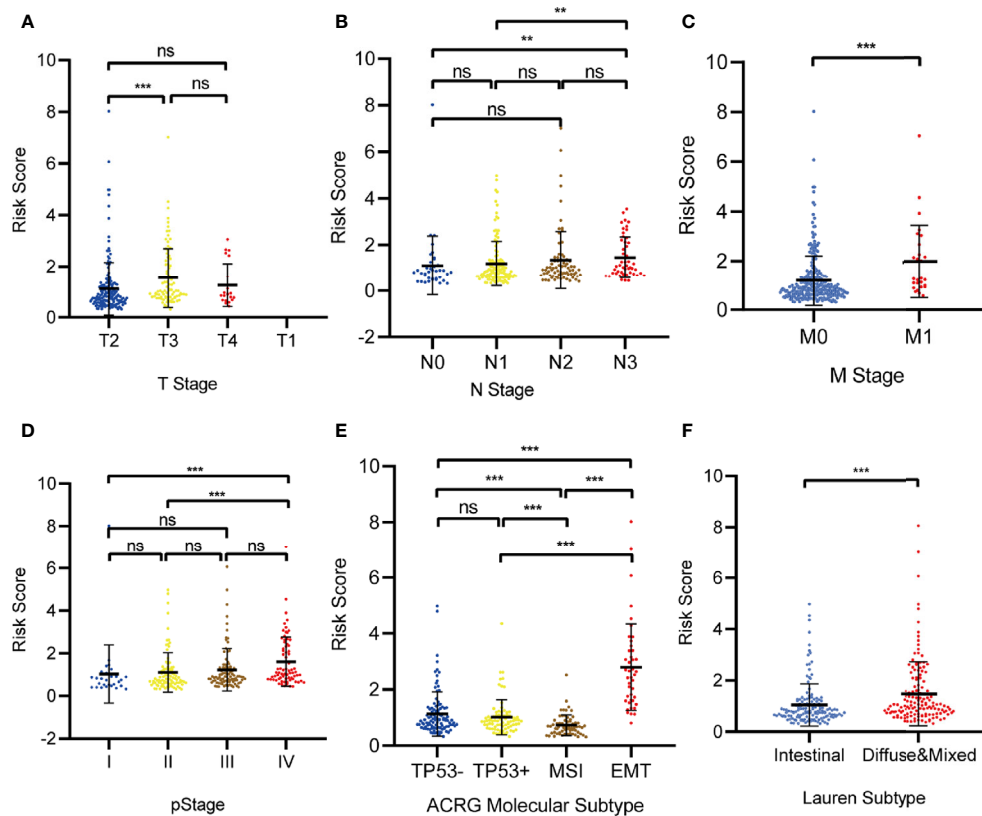 A
ns
***
ns
10
8
6
4
2
0
Risk Score
T2 T3 T4 T1
T Stage
B
**
**
ns ns ns
ns
10
8
6
4
2
0
-2
Risk Score
N0 N1 N2 N3
N Stage
C
***
10
8
6
4
2
0
Risk Score
M0 M1
M Stage
D
***
***
ns
ns ns ns
10
8
6
4
2
0
-2
Risk Score
I II III IV
pStage
E
***
*** ***
ns ***
***
10
8
6
4
2
0
Risk Score
TP53- TP53+ MSI EMT
ACRG Molecular Subtype
F
***
10
8
6
4
2
0
Risk Score
Intestinal Diffuse&Mixed
Lauren Subtype